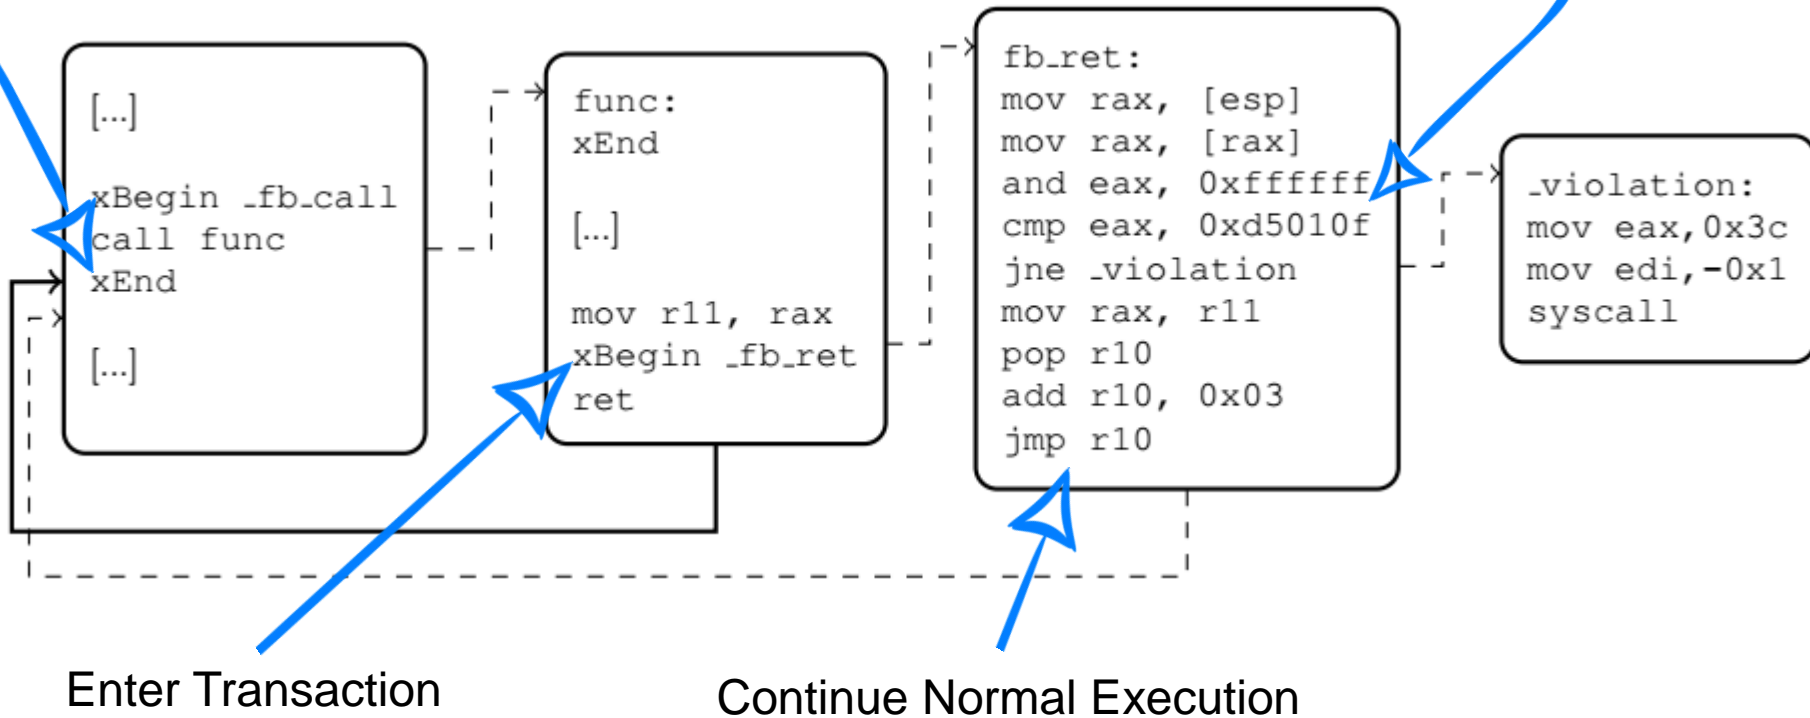 [...]
xBegin _fb_call
call func
xEnd
[...]
func:
xEnd
[...]
mov r11, rax
xBegin _fb_ret
ret
fb_ret:
mov rax, [esp]
mov rax, [rax]
and eax, 0xffffff
cmp eax, 0xd5010f
jne _violation
mov rax, r11
pop r10
add r10, 0x03
jmp r10
_violation:
mov eax,0x3c
mov edi,-0x1
syscall
Enter Transaction
Continue Normal Execution